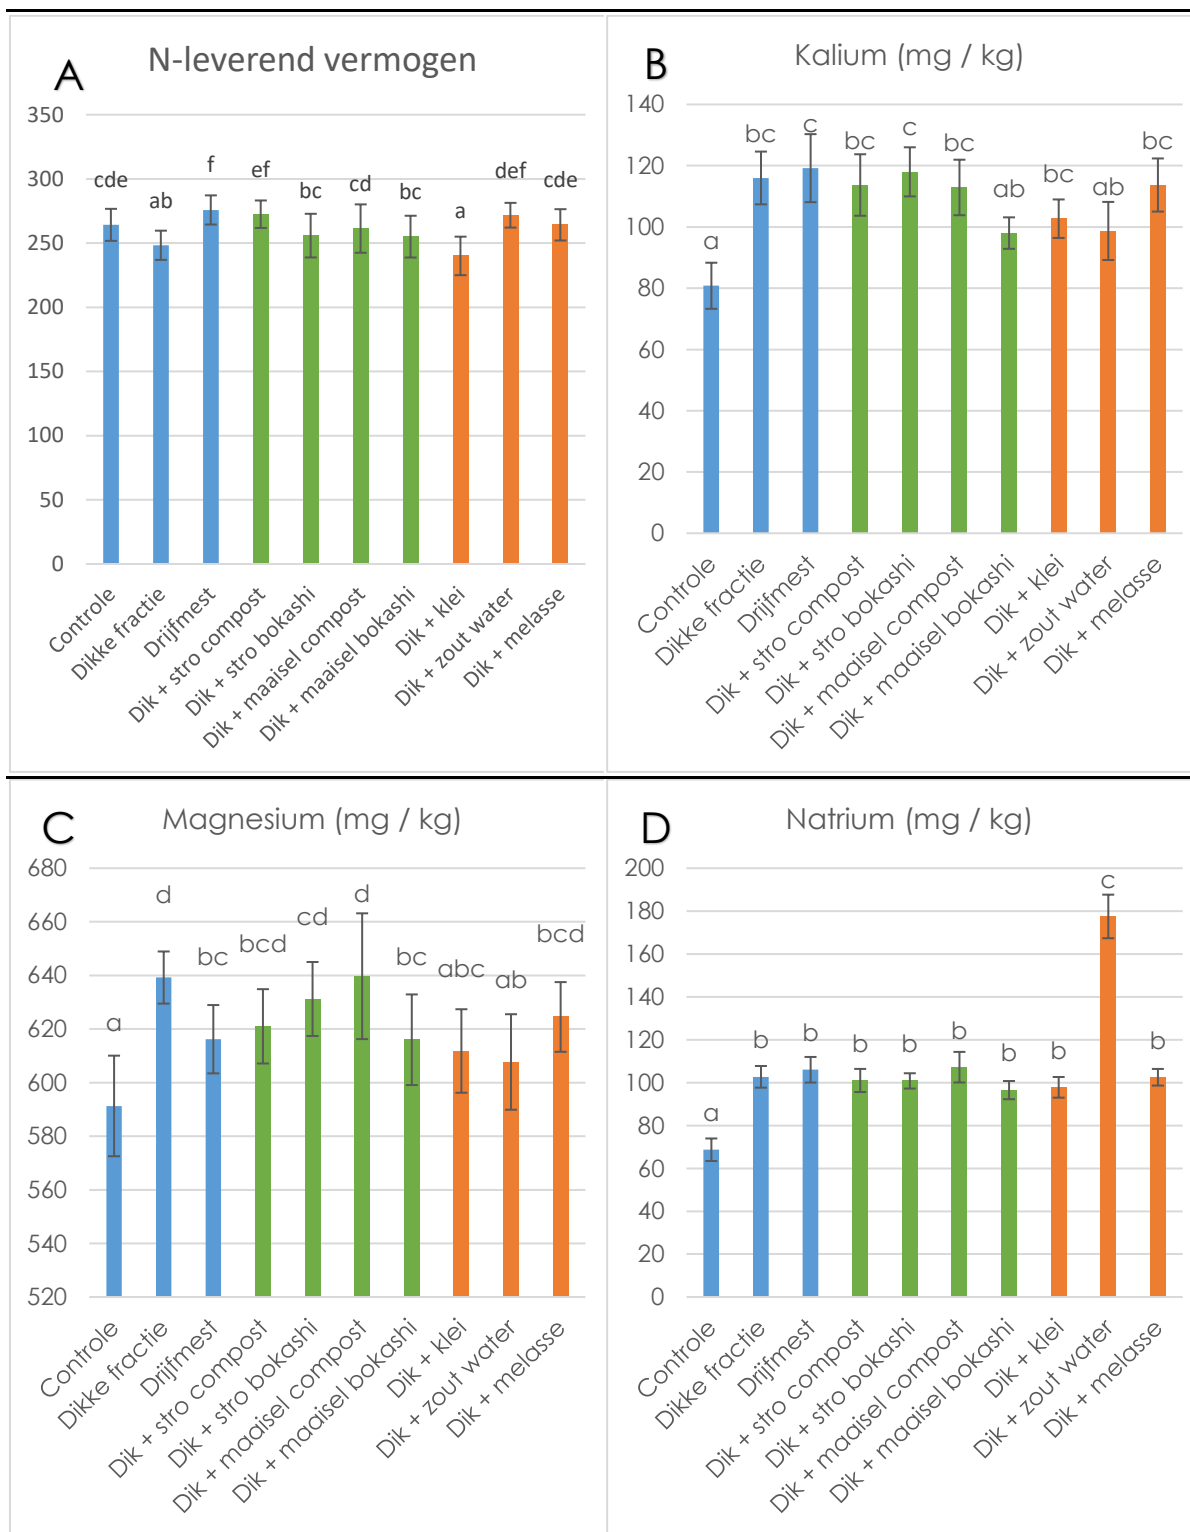 A
N-leverend vermogen
350
300
250
200
150
100
50
0
cde
ab
f
ef
bc
cd
bc
a
def
cde
Controle
Dikke fractie
Drijfmest
Dik + stro compost
Dik + stro bokashi
Dik + maaisel compost
Dik + maaisel bokashi
Dik + klei
Dik + zout water
Dik + melasse
B
Kalium (mg / kg)
140
120
100
80
60
40
20
0
a
bc
c
bc
c
bc
ab
bc
ab
bc
Controle
Dikke fractie
Drijfmest
Dik + stro compost
Dik + stro bokashi
Dik + maaisel compost
Dik + maaisel bokashi
Dik + klei
Dik + zout water
Dik + melasse
C
Magnesium (mg / kg)
680
660
640
620
600
580
560
540
520
a
d
bc
bcd
cd
d
bc
abc
ab
bcd
Controle
Dikke fractie
Drijfmest
Dik + stro compost
Dik + stro bokashi
Dik + maaisel compost
Dik + maaisel bokashi
Dik + klei
Dik + zout water
Dik + melasse
D
Natrium (mg / kg)
200
180
160
140
120
100
80
60
40
20
0
a
b
b
b
b
b
b
b
c
b
Controle
Dikke fractie
Drijfmest
Dik + stro compost
Dik + stro bokashi
Dik + maaisel compost
Dik + maaisel bokashi
Dik + klei
Dik + zout water
Dik + melasse